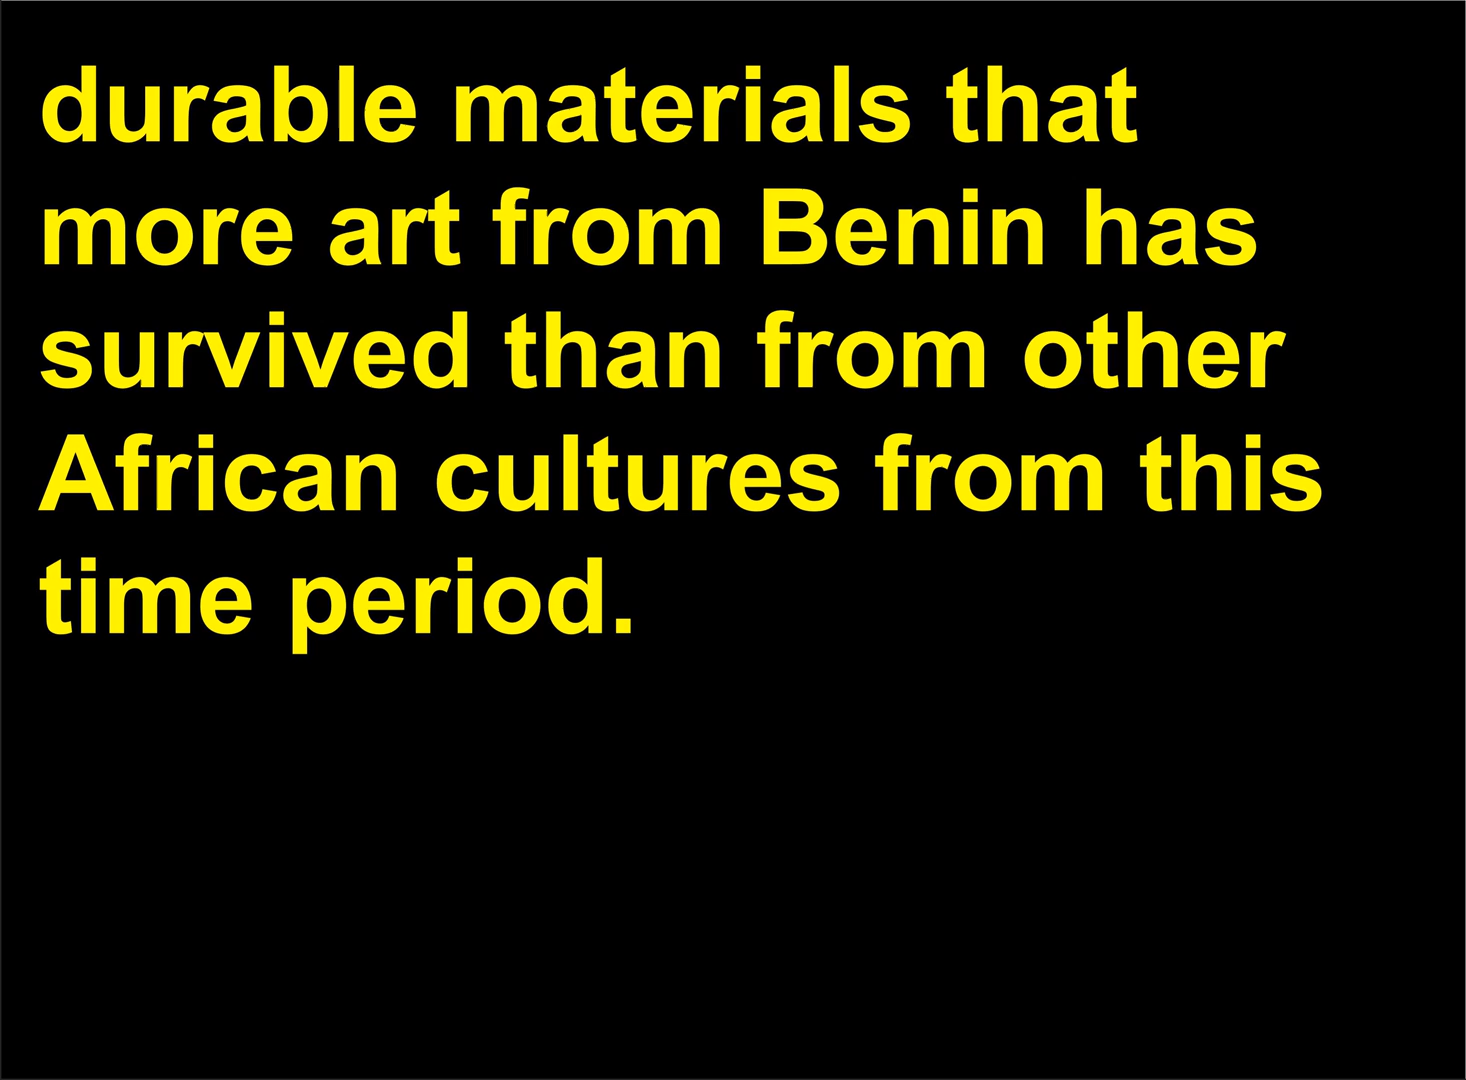 durable materials that
more art from Benin has
survived than from other
African cultures from this
time period.